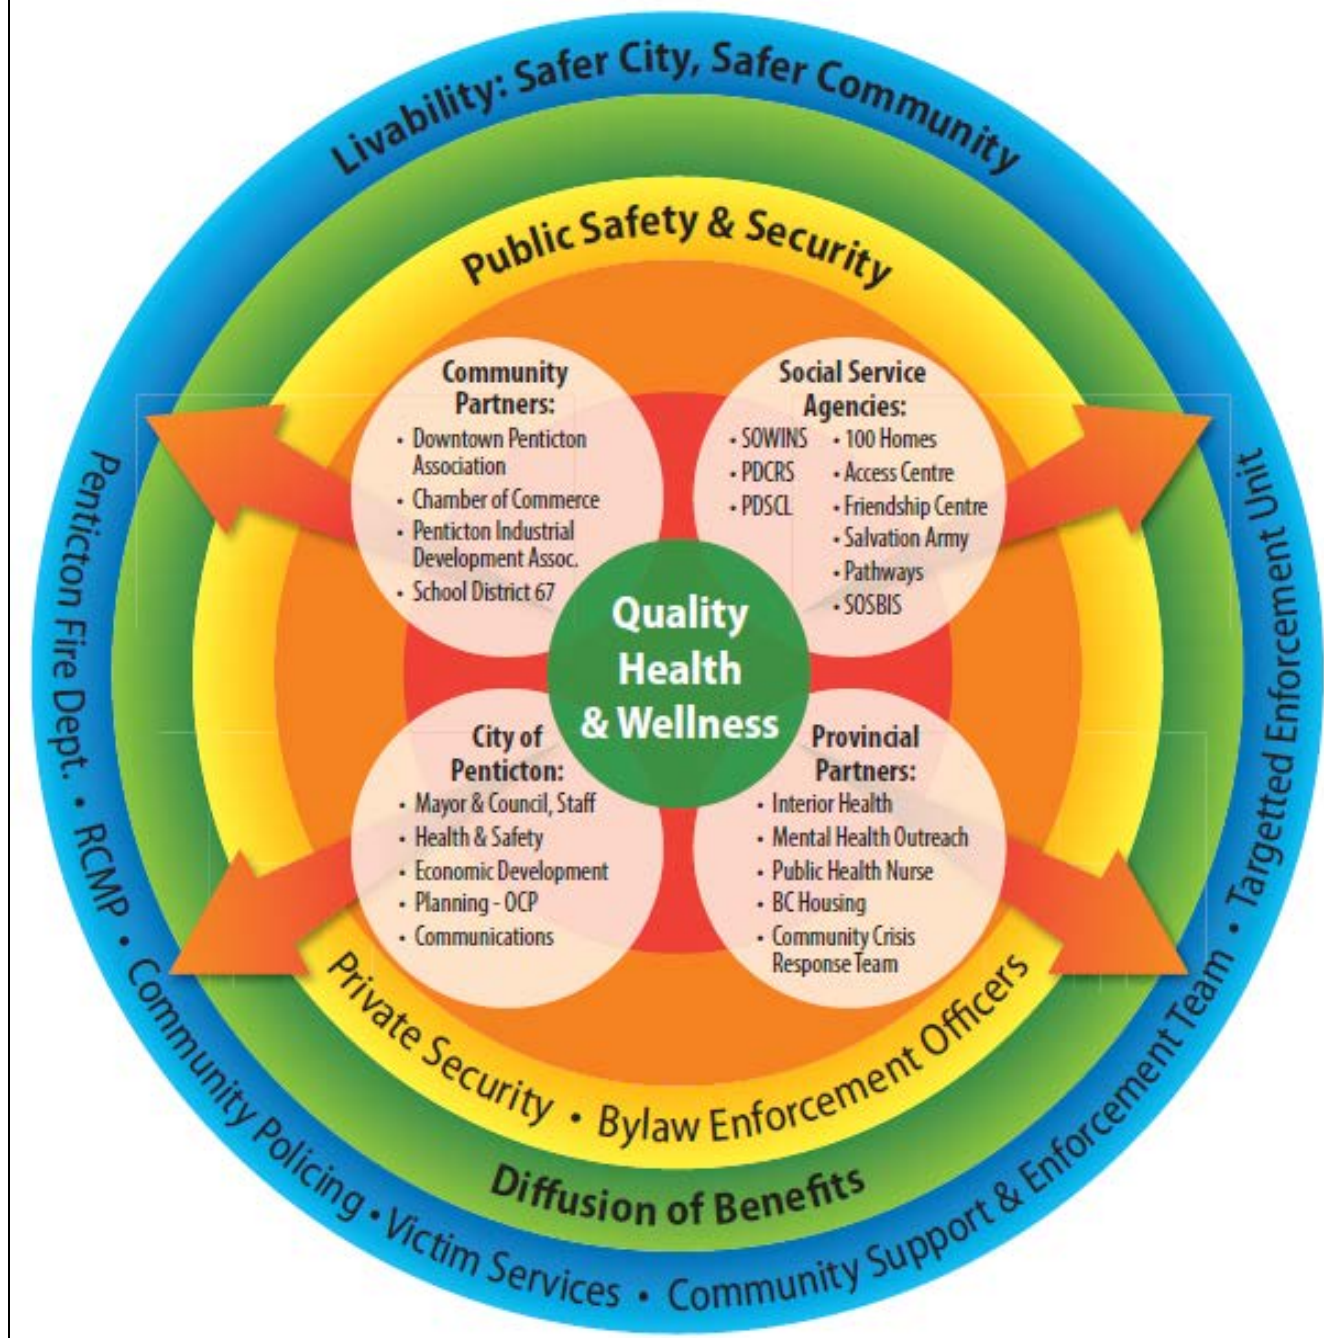 Livability: Safer City, Safer Community
Public Safety & Security
Community
Partners:
• Downtown Penticton
Association
• Chamber of Commerce
• Penticton Industrial
Development Assoc.
• School District 67
Social Service
Agencies:
• SOWINS
• PDCRS
• PDSCL
• 100 Homes
• Access Centre
• Friendship Centre
• Salvation Army
• Pathways
• SOSBIS
Quality
Health
& Wellness
City of
Penticton:
• Mayor & Council, Staff
• Health & Safety
• Economic Development
• Planning - OCP
• Communications
Provincial
Partners:
• Interior Health
• Mental Health Outreach
• Public Health Nurse
• BC Housing
• Community Crisis
Response Team
Private Security • Bylaw Enforcement Officers
Diffusion of Benefits
Penticton Fire Dept. • RCMP • Community Policing • Victim Services • Community Support & Enforcement Team • Targetted Enforcement Unit